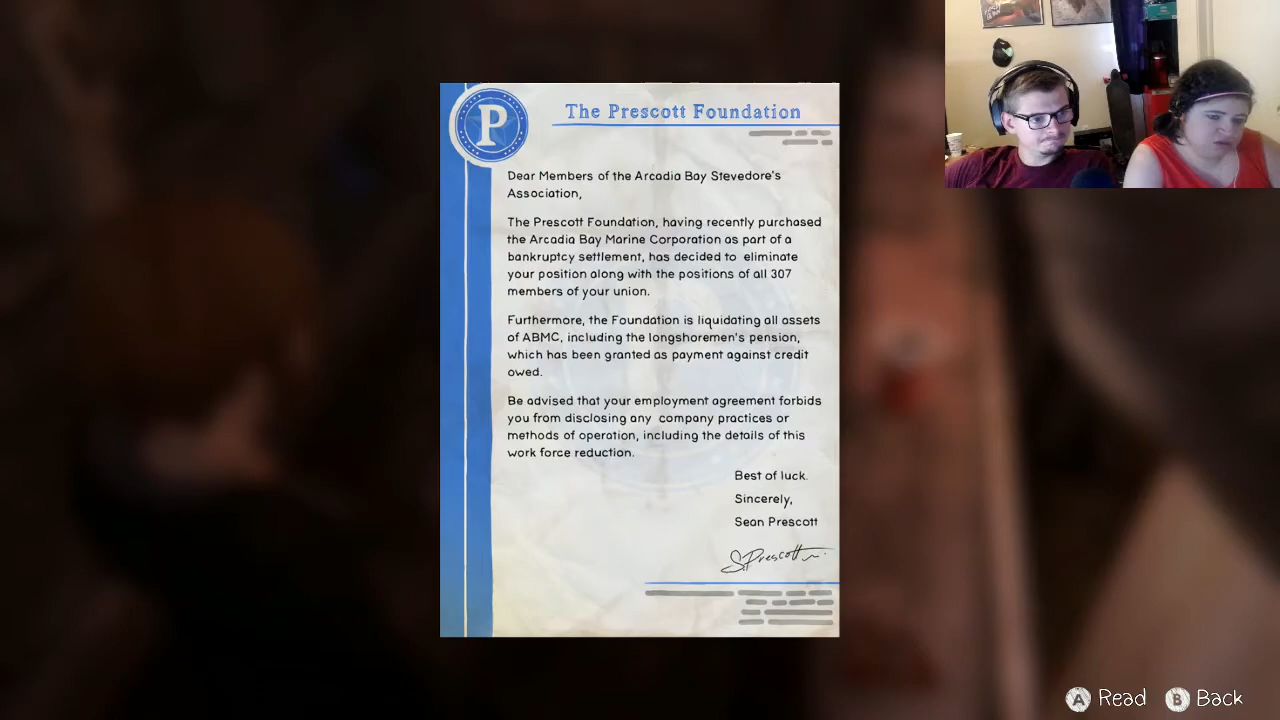 P
The Prescott Foundation
Dear Members of the Arcadia Bay Stevedore's
Association,
The Prescott Foundation, having recently purchased
the Arcadia Bay Marine Corporation as part of a
bankruptcy settlement, has decided to eliminate
your position along with the positions of all 307
members of your union.
Furthermore, the Foundation is liquidating all assets
of ABMC, including the longshoremen's pension,
which has been granted as payment against credit
owed.
Be advised that your employment agreement forbids
you from disclosing any company practices or
methods of operation, including the details of this
work force reduction.
Best of luck.
Sincerely,
Sean Prescott
SPrescott
A Read B Back